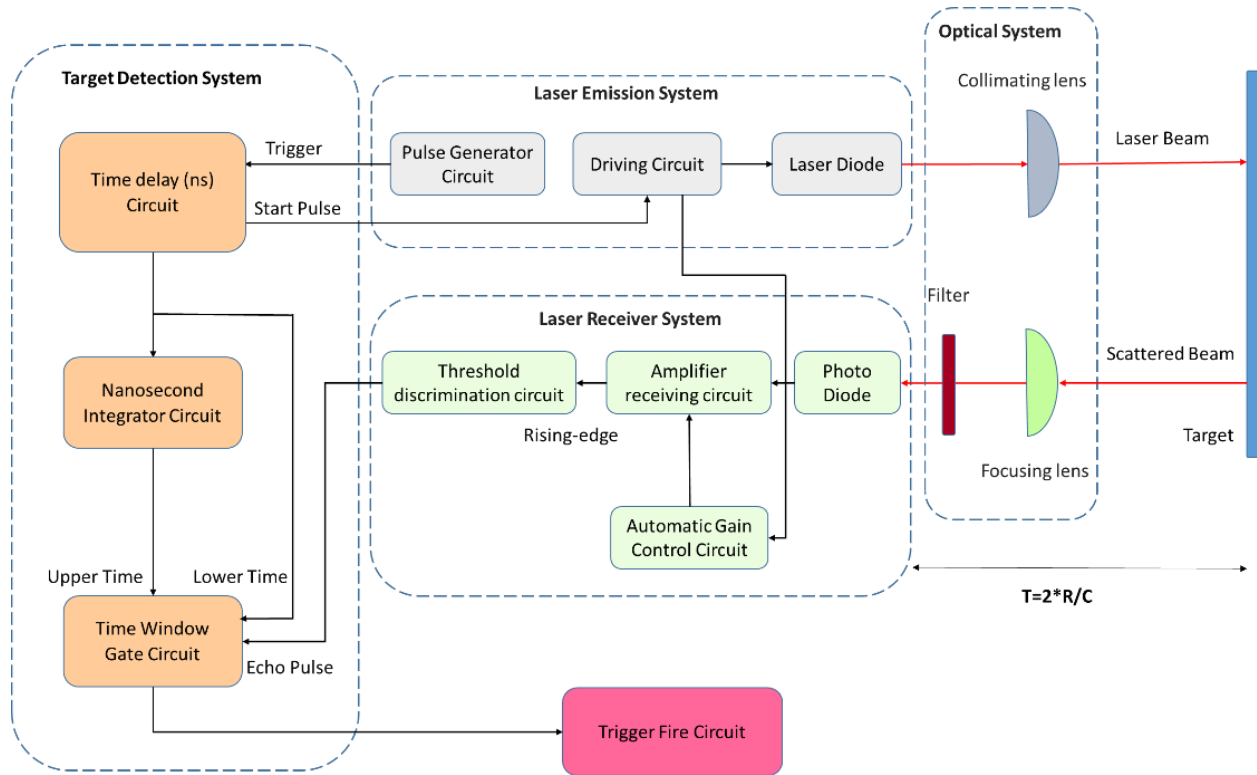 Optical System
Target Detection System
Laser Emission System
Collimating lens
Trigger
Pulse Generator
Circuit
Driving Circuit
Laser Diode
Laser Beam
Time delay (ns)
Circuit
Start Pulse
Filter
Laser Receiver System
Scattered Beam
Nanosecond
Integrator Circuit
Threshold
discrimination circuit
Amplifier
receiving circuit
Photo
Diode
Rising-edge
Target
Focusing lens
Automatic Gain
Control Circuit
Upper Time
Lower Time
T=2*R/C
Time Window
Gate Circuit
Echo Pulse
Trigger Fire Circuit